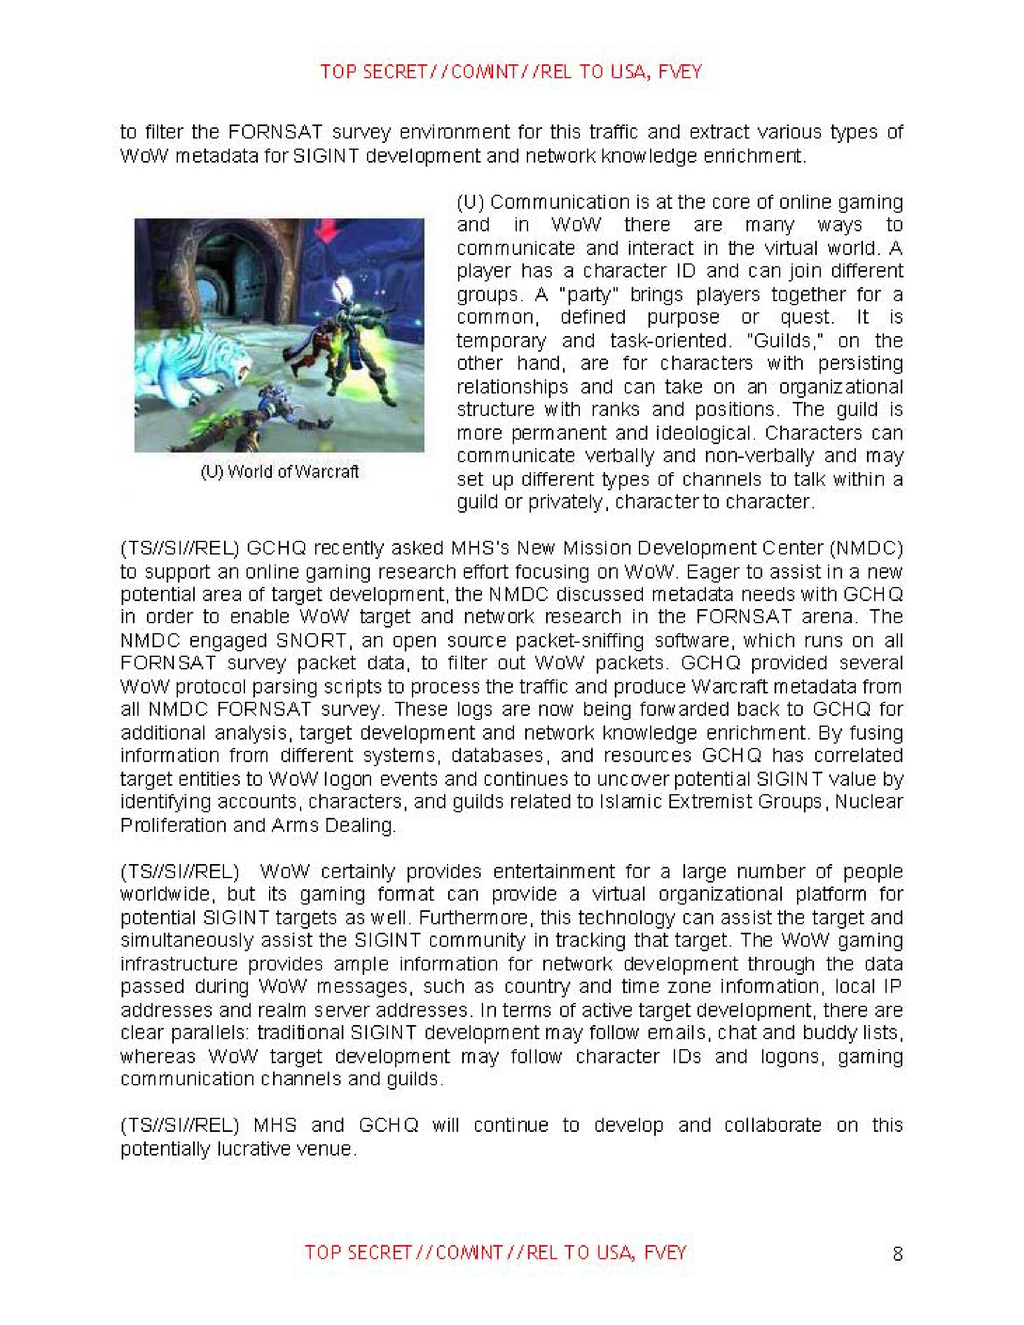 TOP SECRET//COMINT//REL TO USA, FVEY
to filter the FORNSAT survey environment for this traffic and extract various types of
WoW metadata for SIGINT development and network knowledge enrichment.
(U) Communication is at the core of online gaming
and in WoW there are many ways to
communicate and interact in the virtual world. A
player has a character ID and can join different
groups. A "party" brings players together for a
common, defined purpose or quest. It is
temporary and task-oriented. "Guilds," on the
other hand, are for characters with persisting
relationships and can take on an organizational
structure with ranks and positions. The guild is
more permanent and ideological. Characters can
communicate verbally and non-verbally and may
set up different types of channels to talk within a
guild or privately, character to character.
(U) World of Warcraft
(TS//SI//REL) GCHQ recently asked MHS's New Mission Development Center (NMDC)
to support an online gaming research effort focusing on WoW. Eager to assist in a new
potential area of target development, the NMDC discussed metadata needs with GCHQ
in order to enable WoW target and network research in the FORNSAT arena. The
NMDC engaged SNORT, an open source packet-sniffing software, which runs on all
FORNSAT survey packet data, to filter out WoW packets. GCHQ provided several
WoW protocol parsing scripts to process the traffic and produce Warcraft metadata from
all NMDC FORNSAT survey. These logs are now being forwarded back to GCHQ for
additional analysis, target development and network knowledge enrichment. By fusing
information from different systems, databases, and resources GCHQ has correlated
target entities to WoW logon events and continues to uncover potential SIGINT value by
identifying accounts, characters, and guilds related to Islamic Extremist Groups, Nuclear
Proliferation and Arms Dealing.
(TS//SI//REL) WoW certainly provides entertainment for a large number of people
worldwide, but its gaming format can provide a virtual organizational platform for
potential SIGINT targets as well. Furthermore, this technology can assist the target and
simultaneously assist the SIGINT community in tracking that target. The WoW gaming
infrastructure provides ample information for network development through the data
passed during WoW messages, such as country and time zone information, local IP
addresses and realm server addresses. In terms of active target development, there are
clear parallels: traditional SIGINT development may follow emails, chat and buddy lists,
whereas WoW target development may follow character IDs and logons, gaming
communication channels and guilds.
(TS//SI//REL) MHS and GCHQ will continue to develop and collaborate on this
potentially lucrative venue.
TOP SECRET//COMINT//REL TO USA, FVEY
8